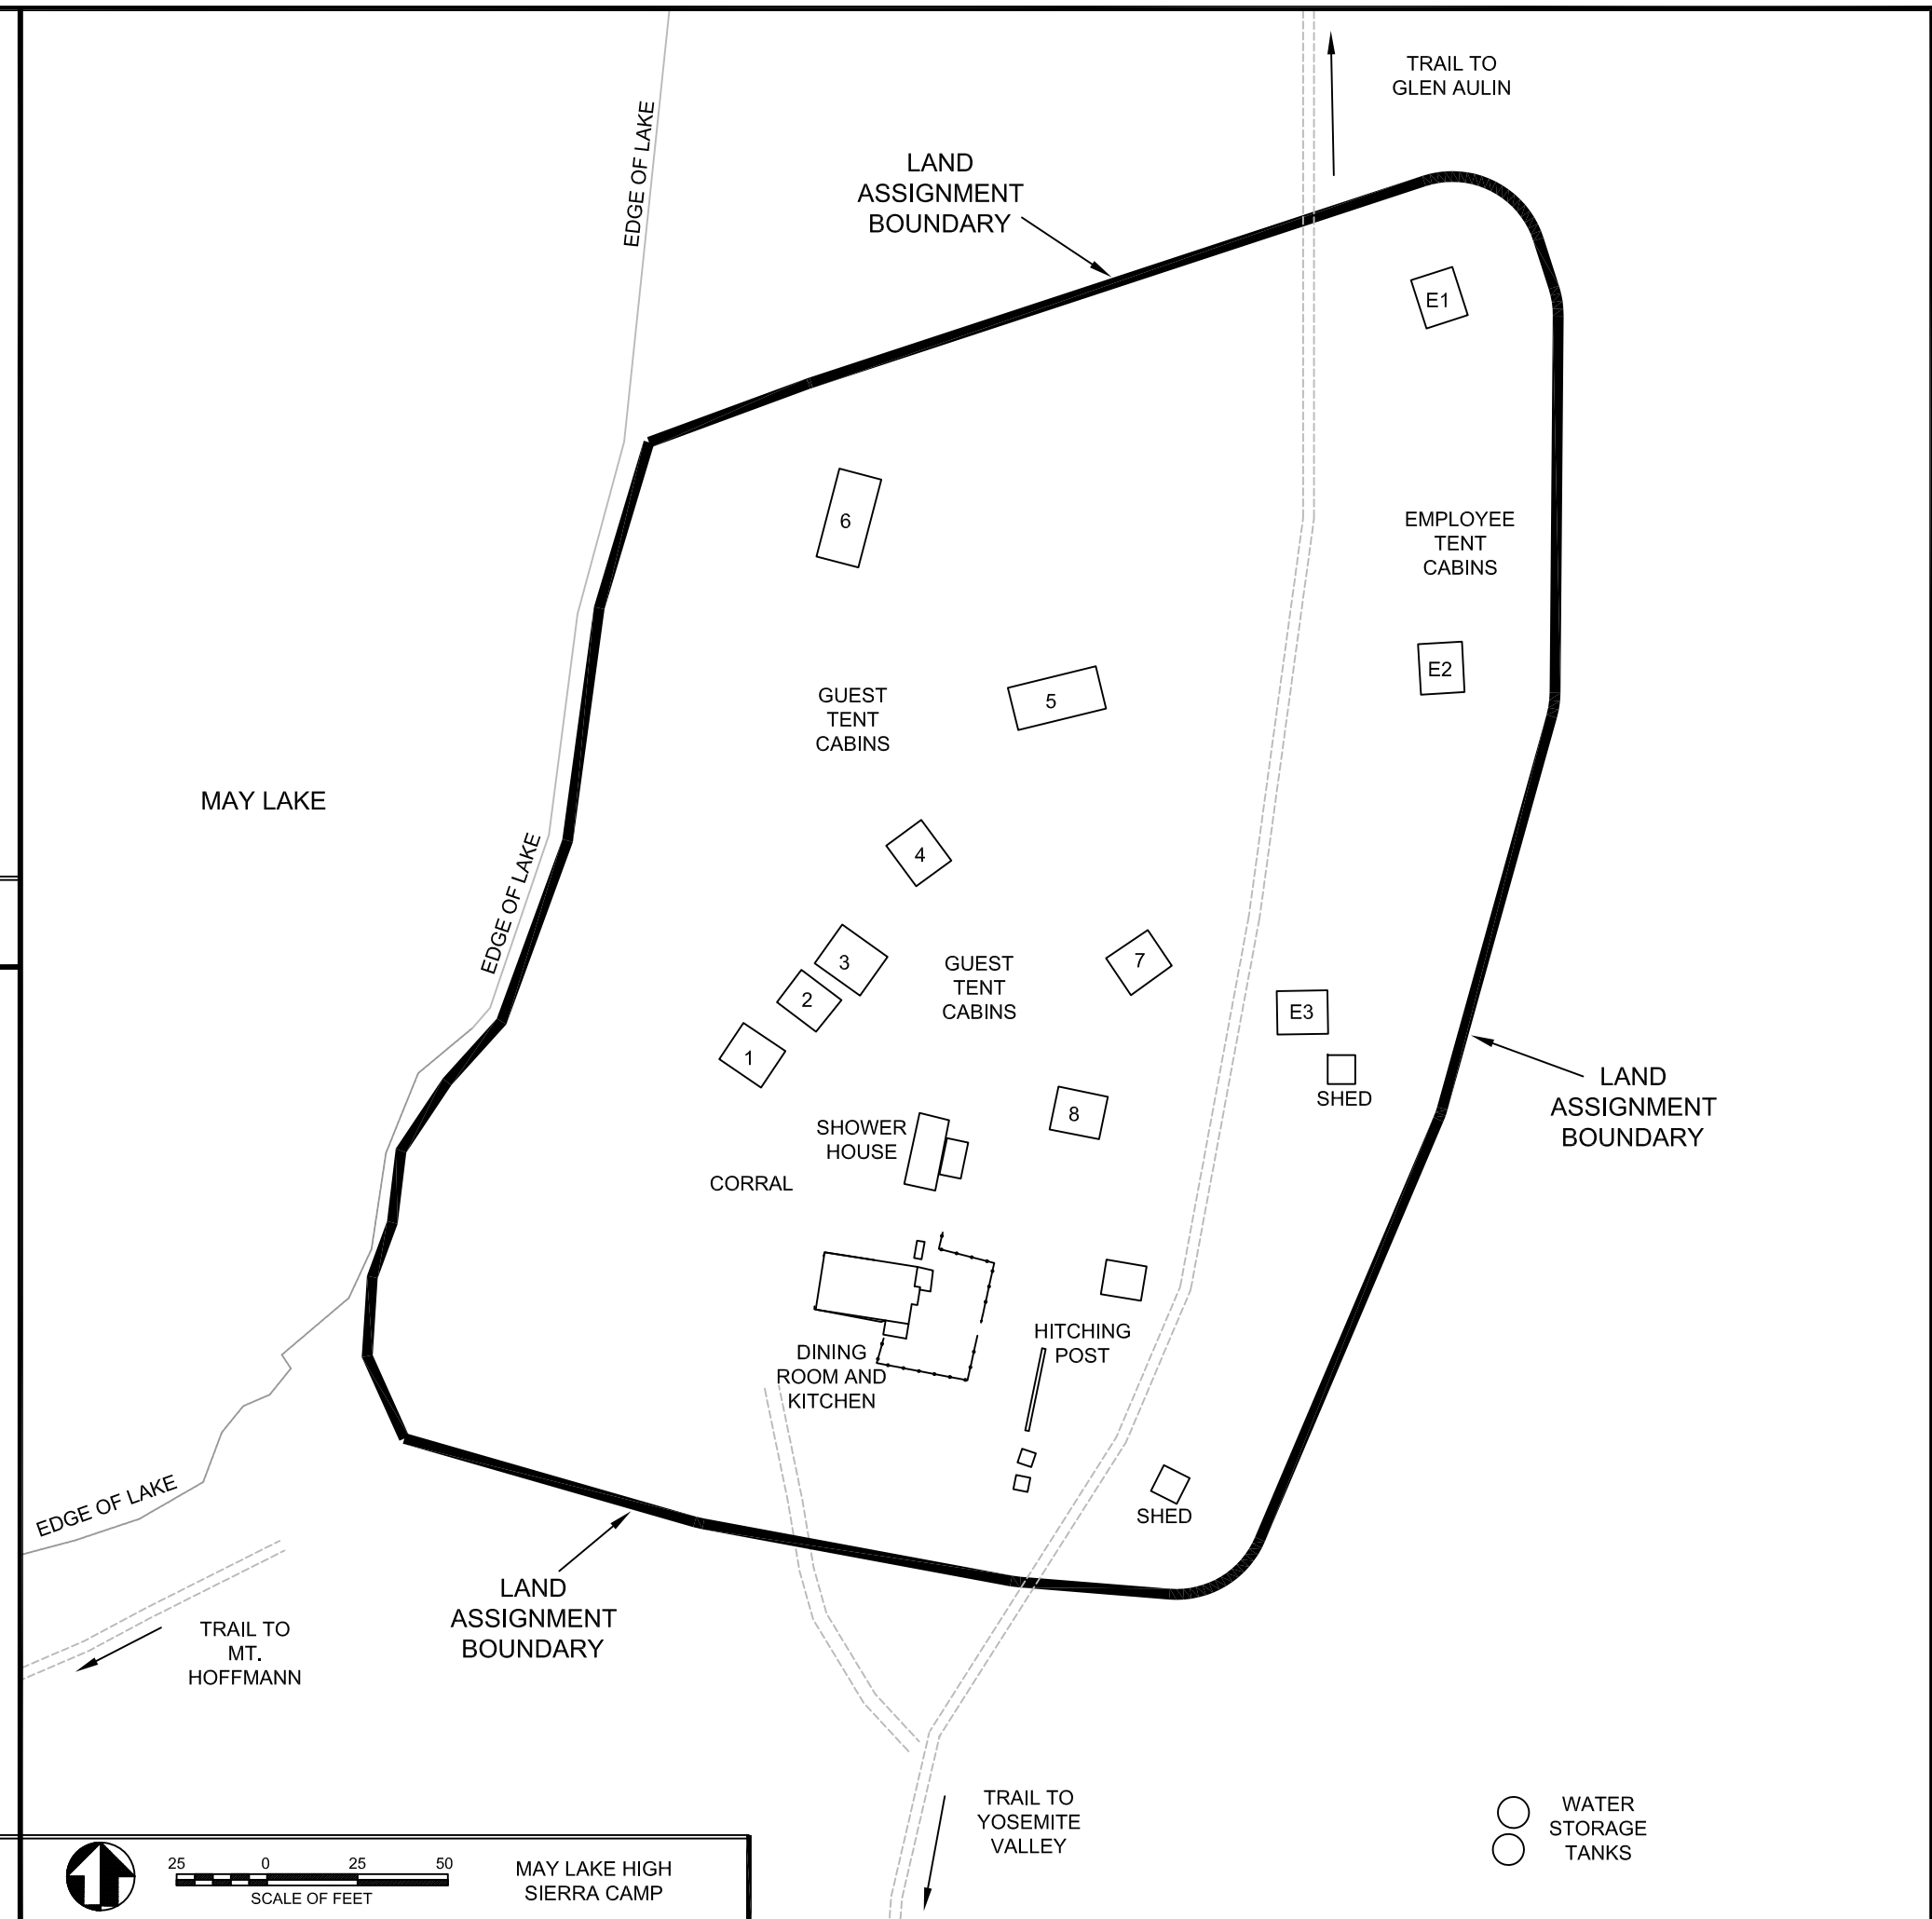 TRAIL TO
GLEN AULIN
EDGE OF LAKE
LAND
ASSIGNMENT
BOUNDARY
E1
6
EMPLOYEE
TENT
CABINS
E2
GUEST
TENT
CABINS
5
MAY LAKE
4
EDGE OF LAKE
3
2
1
GUEST
TENT
CABINS
7
E3
SHED
LAND
ASSIGNMENT
BOUNDARY
8
SHOWER
HOUSE
CORRAL
HITCHING
POST
DINING
ROOM AND
KITCHEN
SHED
EDGE OF LAKE
LAND
ASSIGNMENT
BOUNDARY
TRAIL TO
MT.
HOFFMANN
TRAIL TO
YOSEMITE
VALLEY
WATER
STORAGE
TANKS
25 0 25 50
SCALE OF FEET
MAY LAKE HIGH
SIERRA CAMP